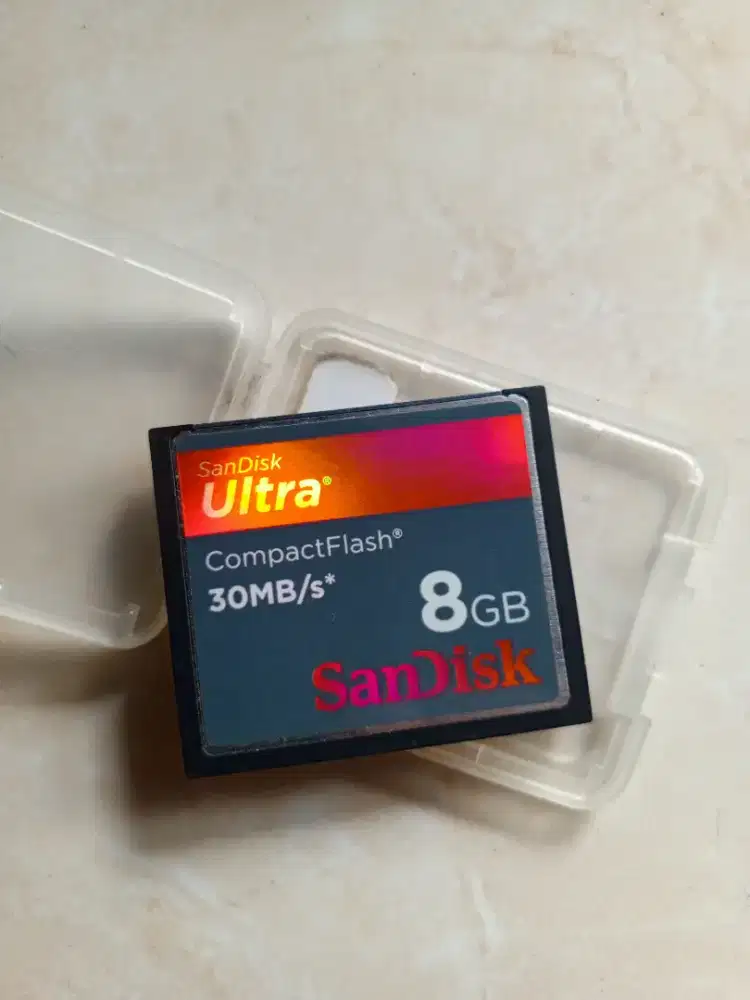 SanDisk
Ultra®
CompactFlash®
30MB/s*
8GB
SanDisk